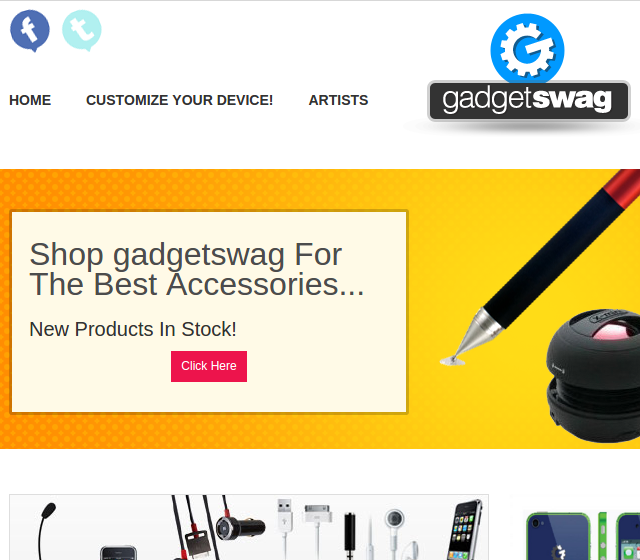 HOME
CUSTOMIZE YOUR DEVICE!
ARTISTS
gadgetswag
Shop gadgetswag For
The Best Accessories...
New Products In Stock!
Click Here